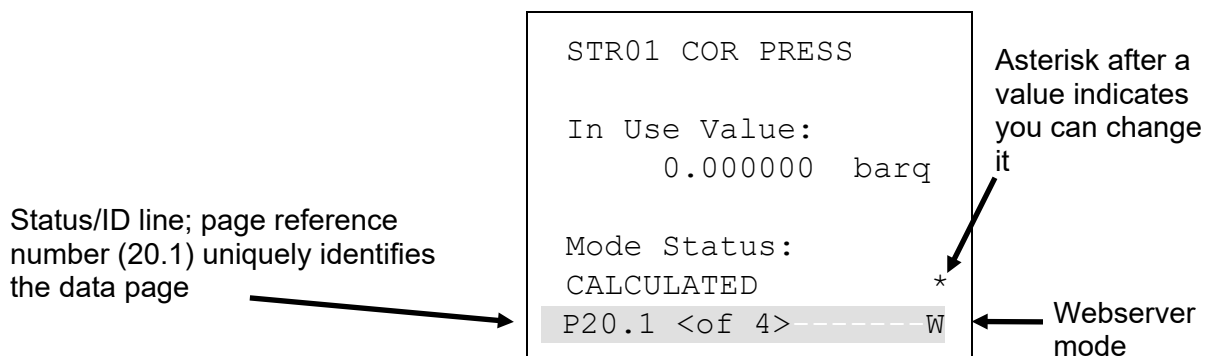 STR01 COR PRESS
In Use Value:
0.000000 barq
Mode Status:
CALCULATED *
P20.1 <of 4>-------W
Asterisk after a
value indicates
you can change
it
Status/ID line; page reference
number (20.1) uniquely identifies
the data page
Webserver
mode